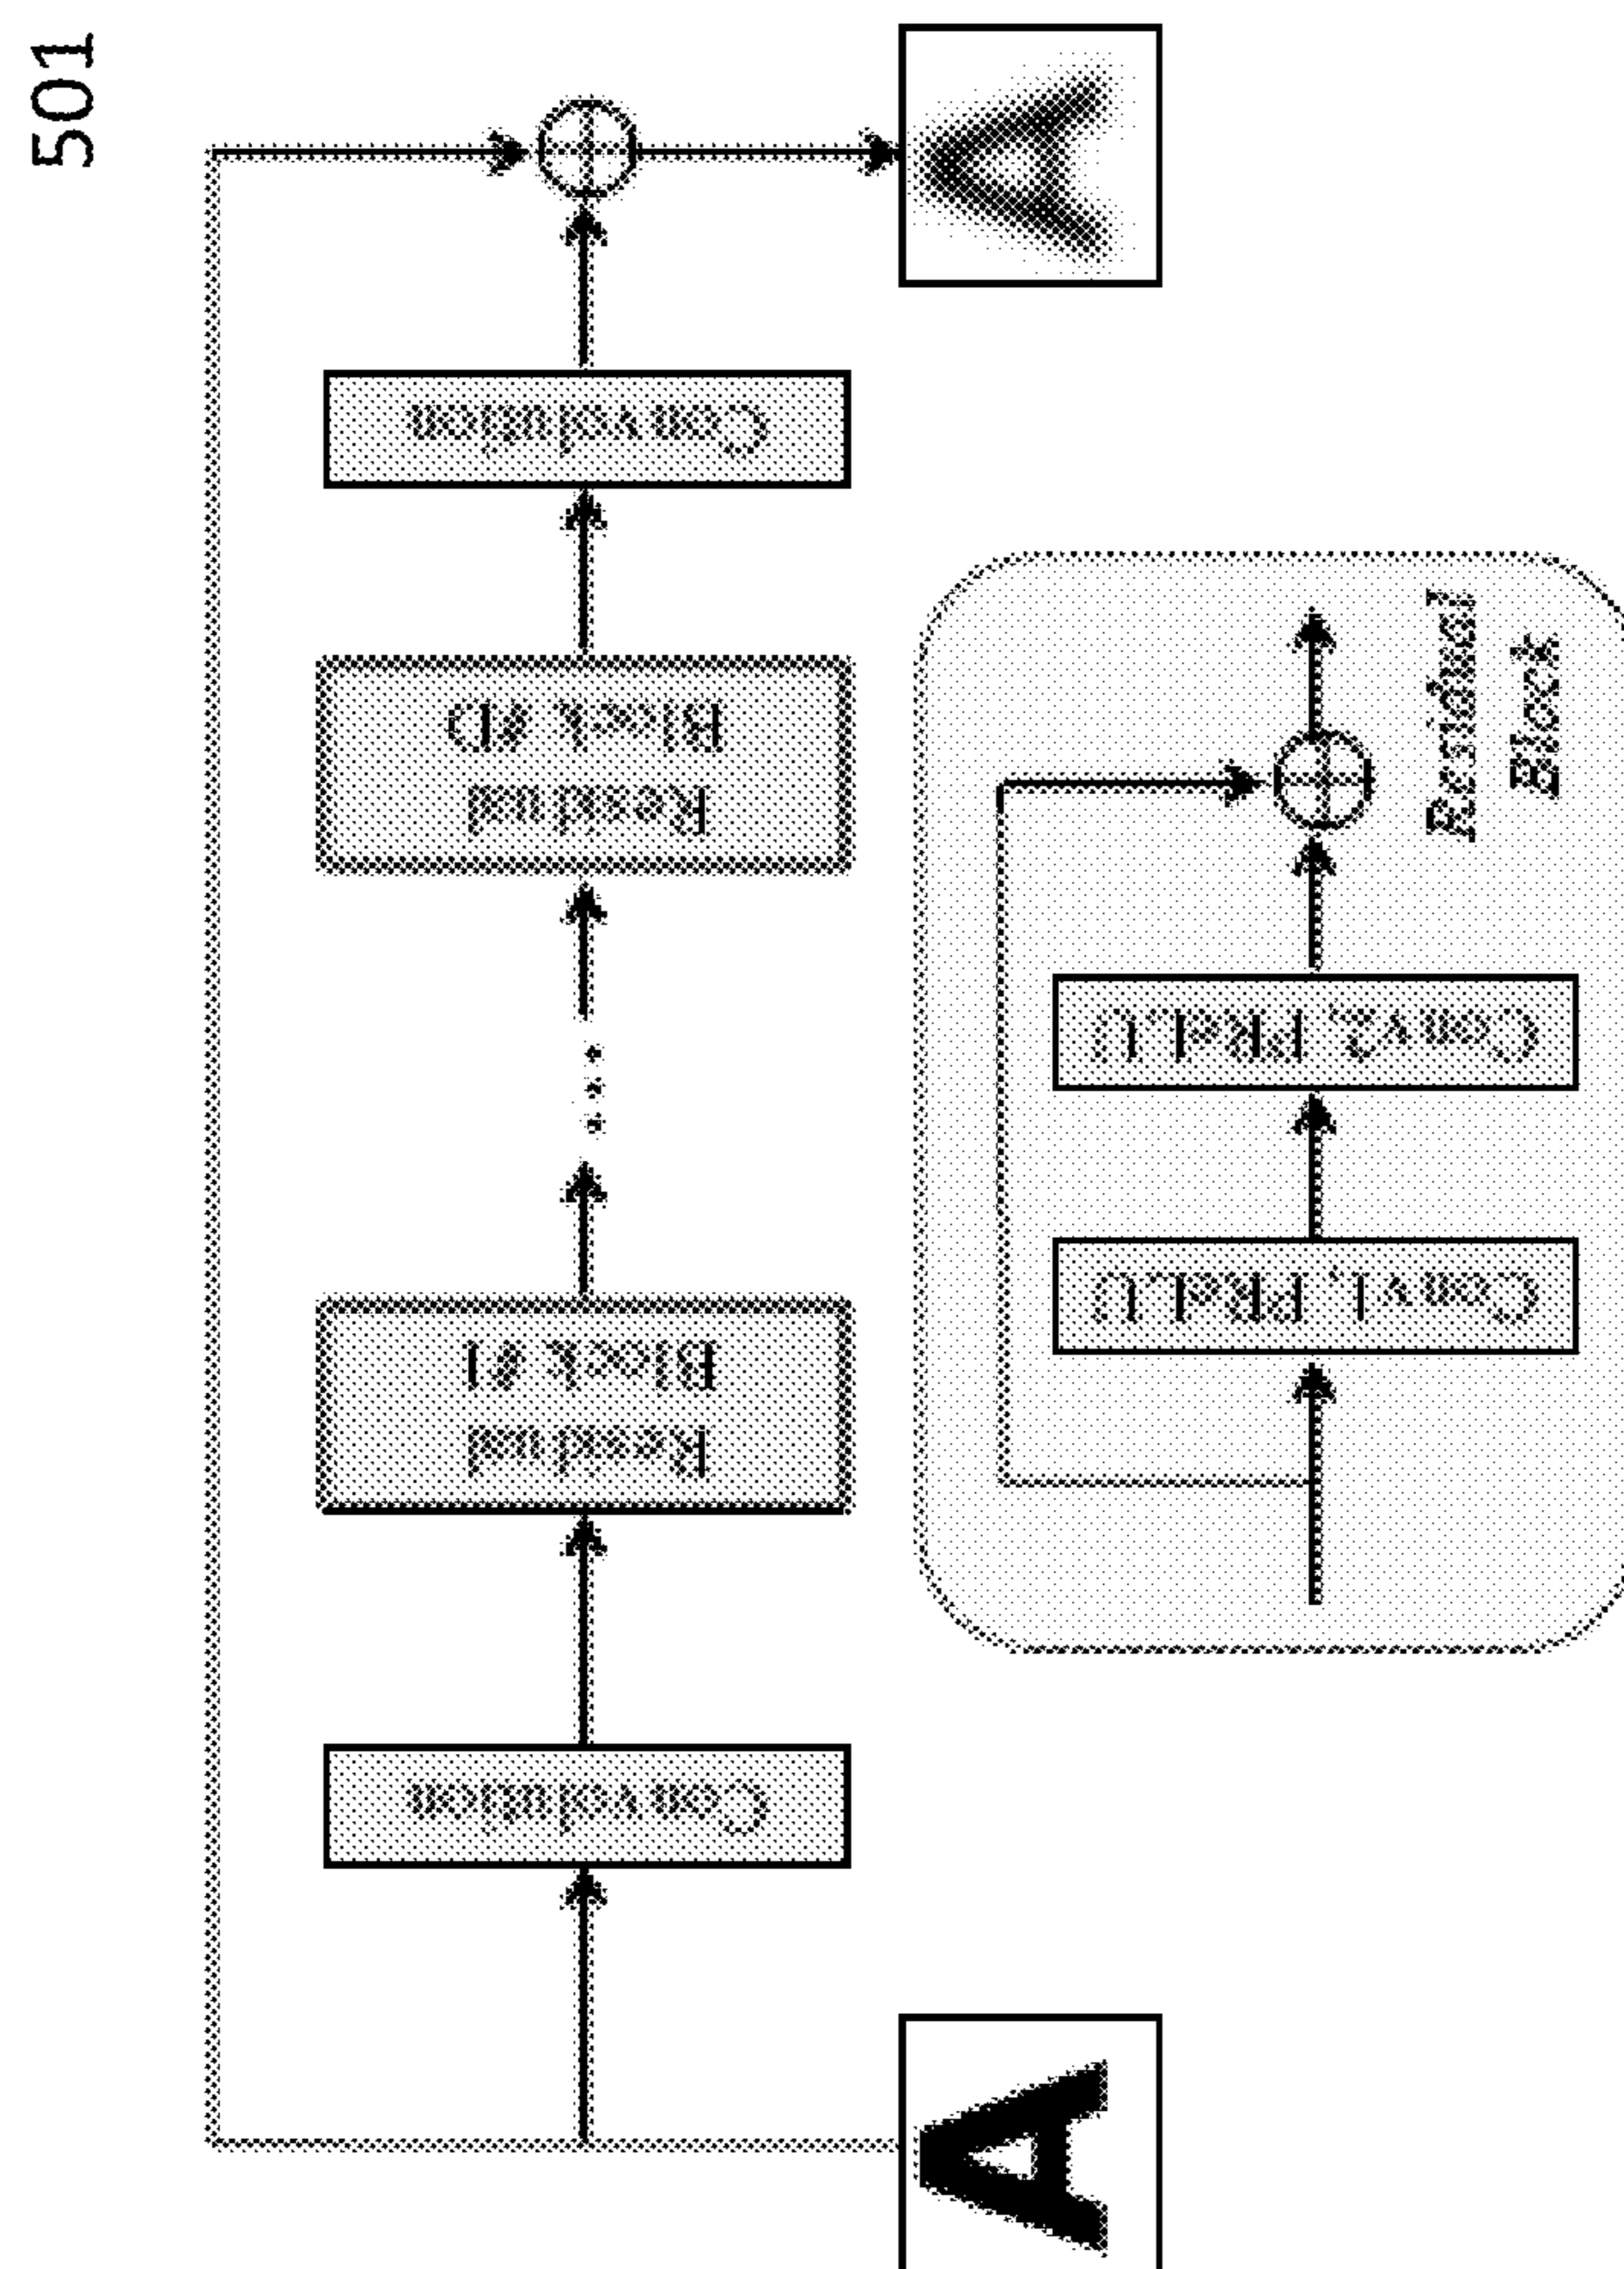 501
A
Convolution
Residual
Block #1
...
Residual
Block #D
Convolution
A
Conv1, PReLU
Conv2, PReLU
Residual
Block